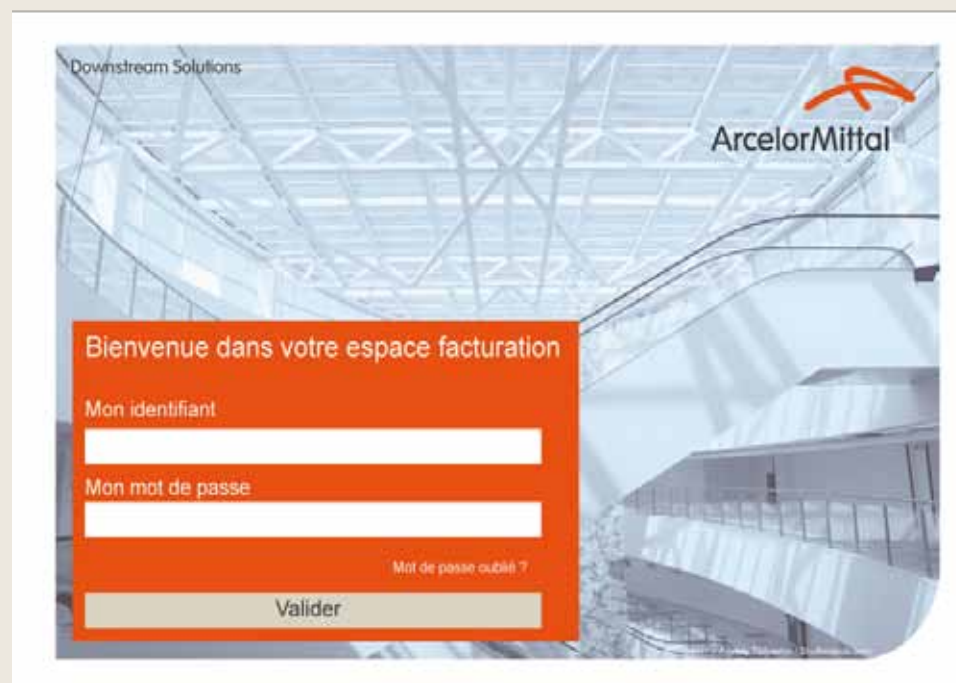 Downstream Solutions
ArcelorMittal
Bienvenue dans votre espace facturation
Mon identifiant
Mon mot de passe
Mot de passe oublié ?
Valider